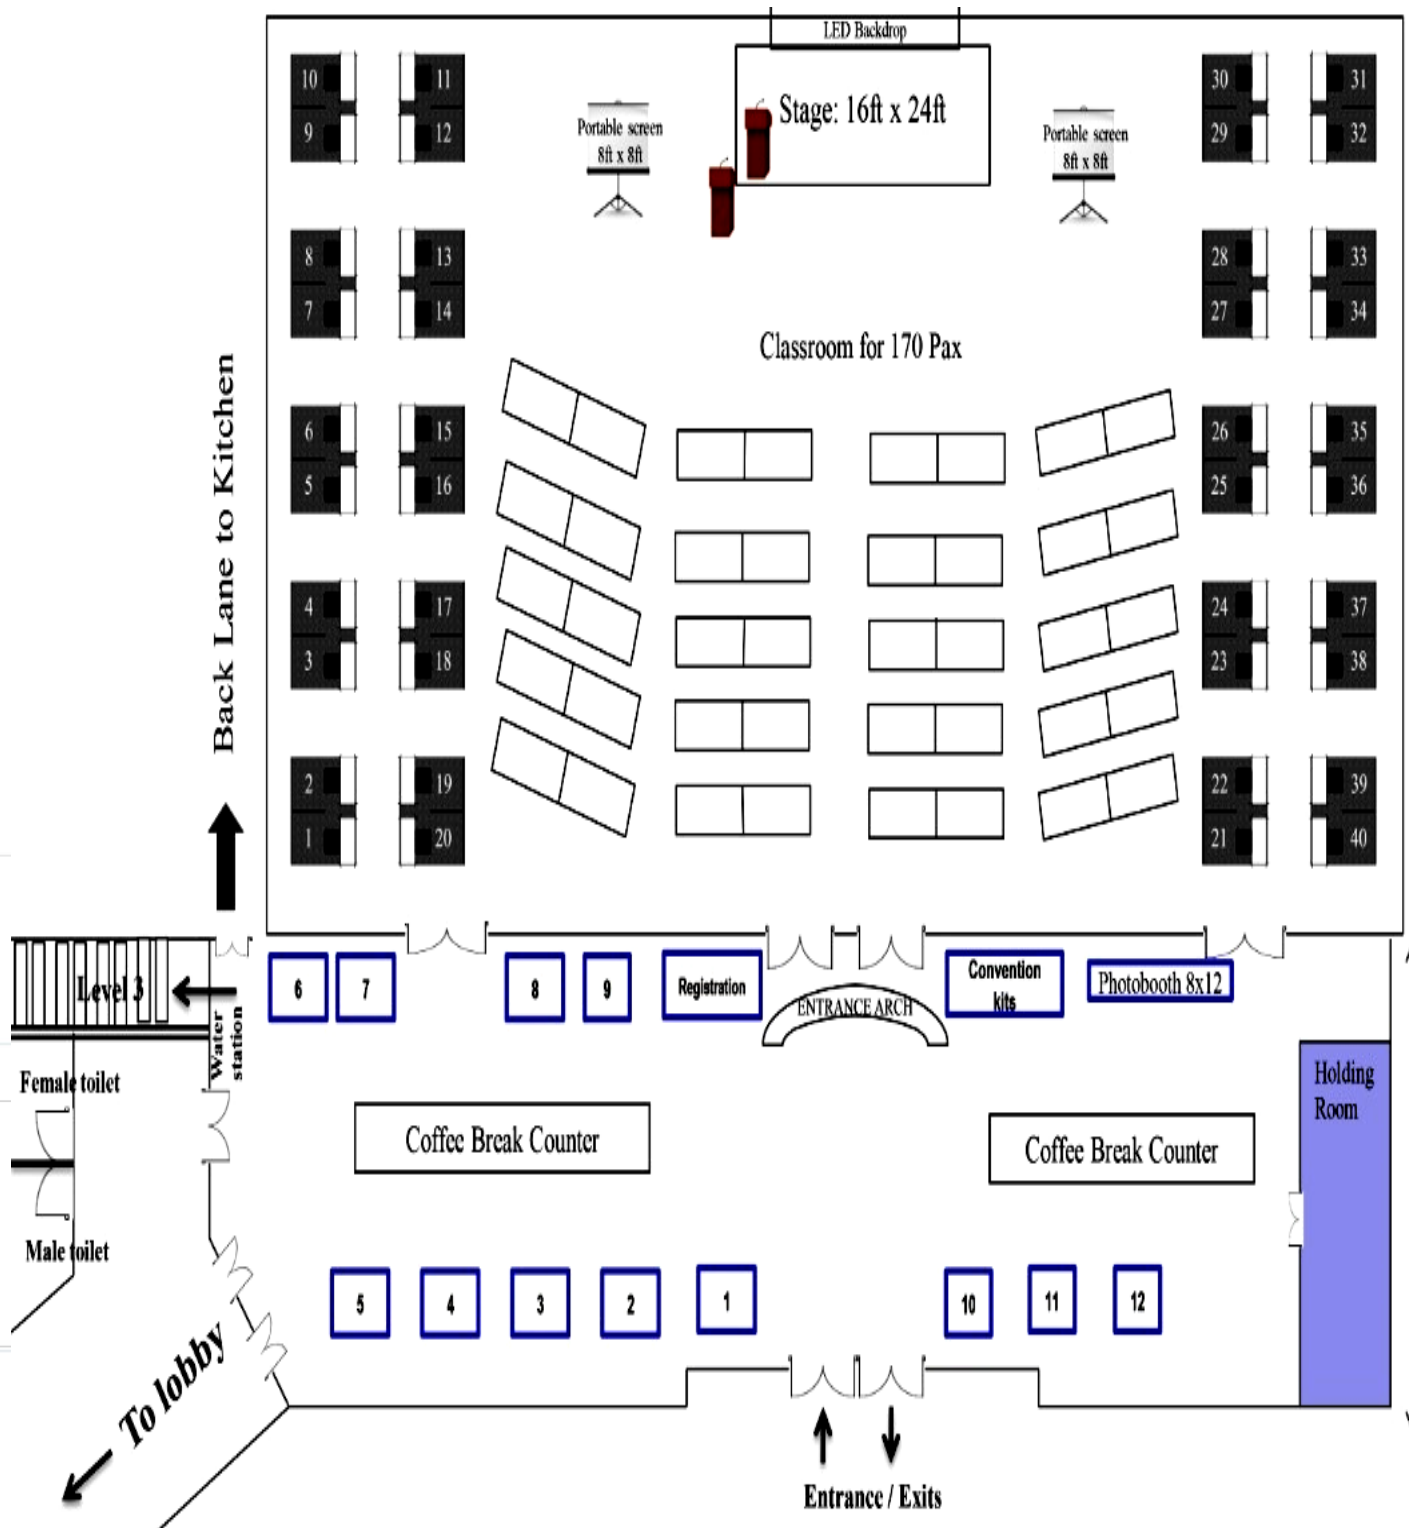 LED Backdrop
Stage: 16ft x 24ft
Portable screen
8ft x 8ft
Portable screen
8ft x 8ft
10
9
11
12
30
29
31
32
8
7
13
14
28
27
33
34
Classroom for 170 Pax
6
5
15
16
26
25
35
36
4
3
17
18
24
23
37
38
2
1
19
20
22
21
39
40
Back Lane to Kitchen
Level 3
Water
station
6
7
8
9
Registration
ENTRANCE ARCH
Convention
kits
Photobooth 8x12
Female toilet
Male toilet
Coffee Break Counter
Coffee Break Counter
Holding
Room
5
4
3
2
1
10
11
12
To lobby
Entrance / Exits